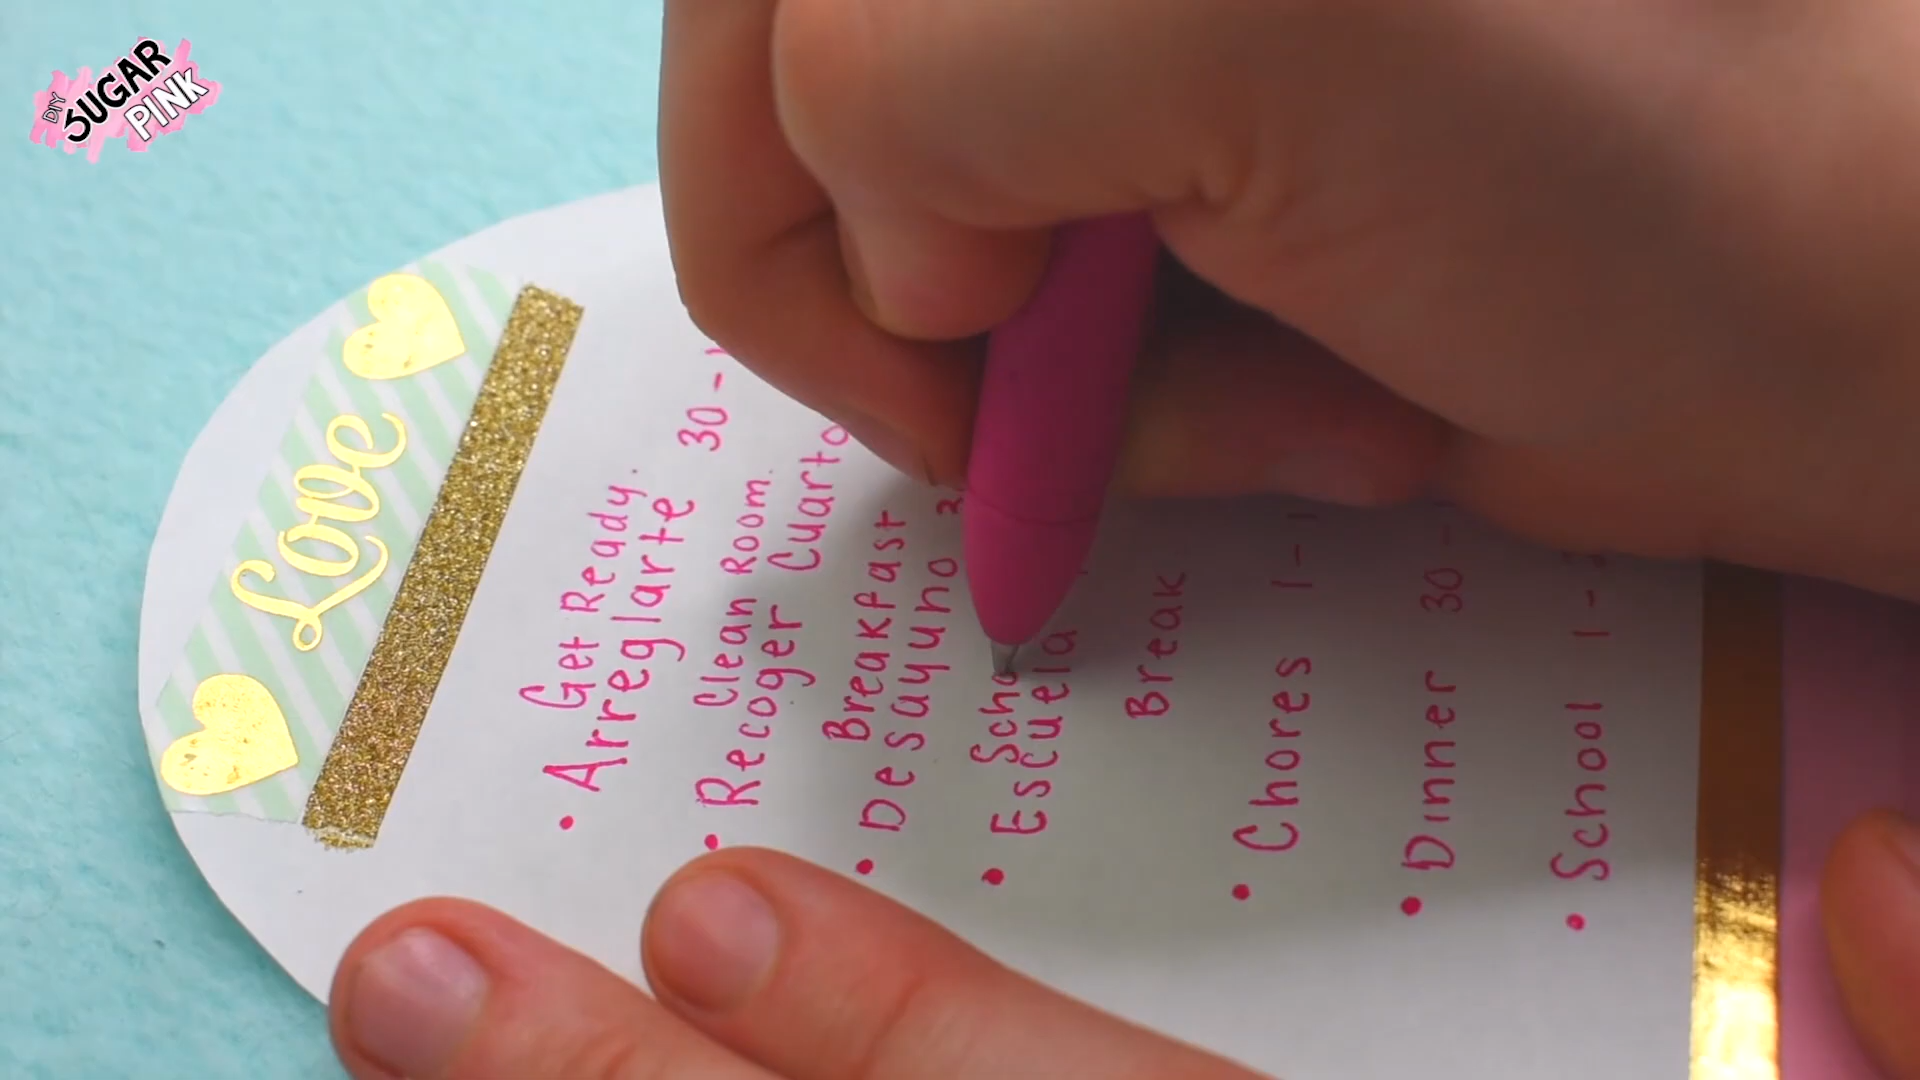 DIY
SUGAR
PINK
Love
Get Ready.
• Arreglarte 30-
Clean Room.
• Recoger Cuarto
Breakfast
• Desayuno
Scho
• Escuela
Break
• Chores 1-
• Dinner 30-
• School 1-